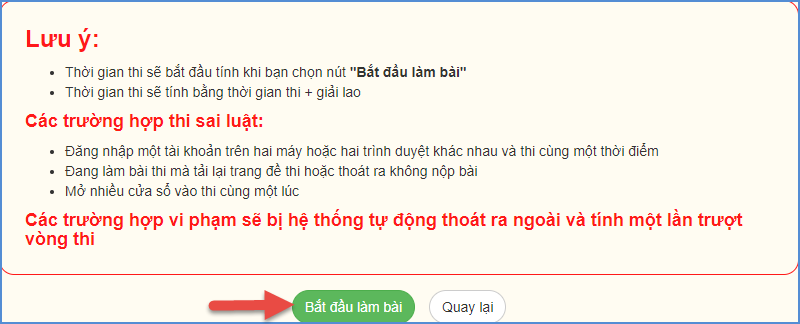 Lưu ý:
Thời gian thi sẽ bắt đầu tính khi bạn chọn nút "Bắt đầu làm bài"
Thời gian thi sẽ tính bằng thời gian thi + giải lao
Các trường hợp thi sai luật:
Đăng nhập một tài khoản trên hai máy hoặc hai trình duyệt khác nhau và thi cùng một thời điểm
Đang làm bài thi mà tải lại trang đề thi hoặc thoát ra không nộp bài
Mở nhiều cửa sổ vào thi cùng một lúc
Các trường hợp vi phạm sẽ bị hệ thống tự động thoát ra ngoài và tính một lần trượt
vòng thi
Bắt đầu làm bài
Quay lại